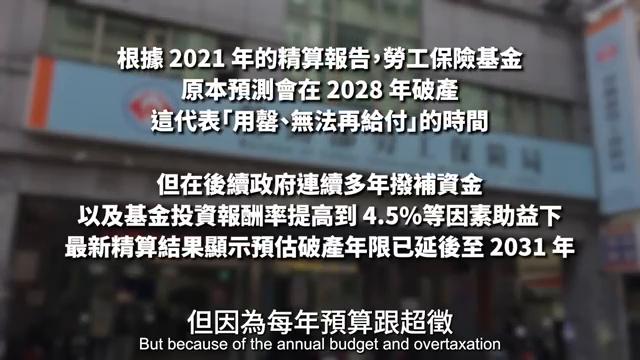 根據 2021 年的精算報告，勞工保險基金
原本預測會在 2028 年破產
這代表「用罄、無法再給付」的時間
但在後續政府連續多年撥補資金
以及基金投資報酬率提高到 4.5%等因素助益下
最新精算結果顯示預估破產年限已延後至 2031 年
但因為每年預算跟超徵
But because of the annual budget and overtaxation